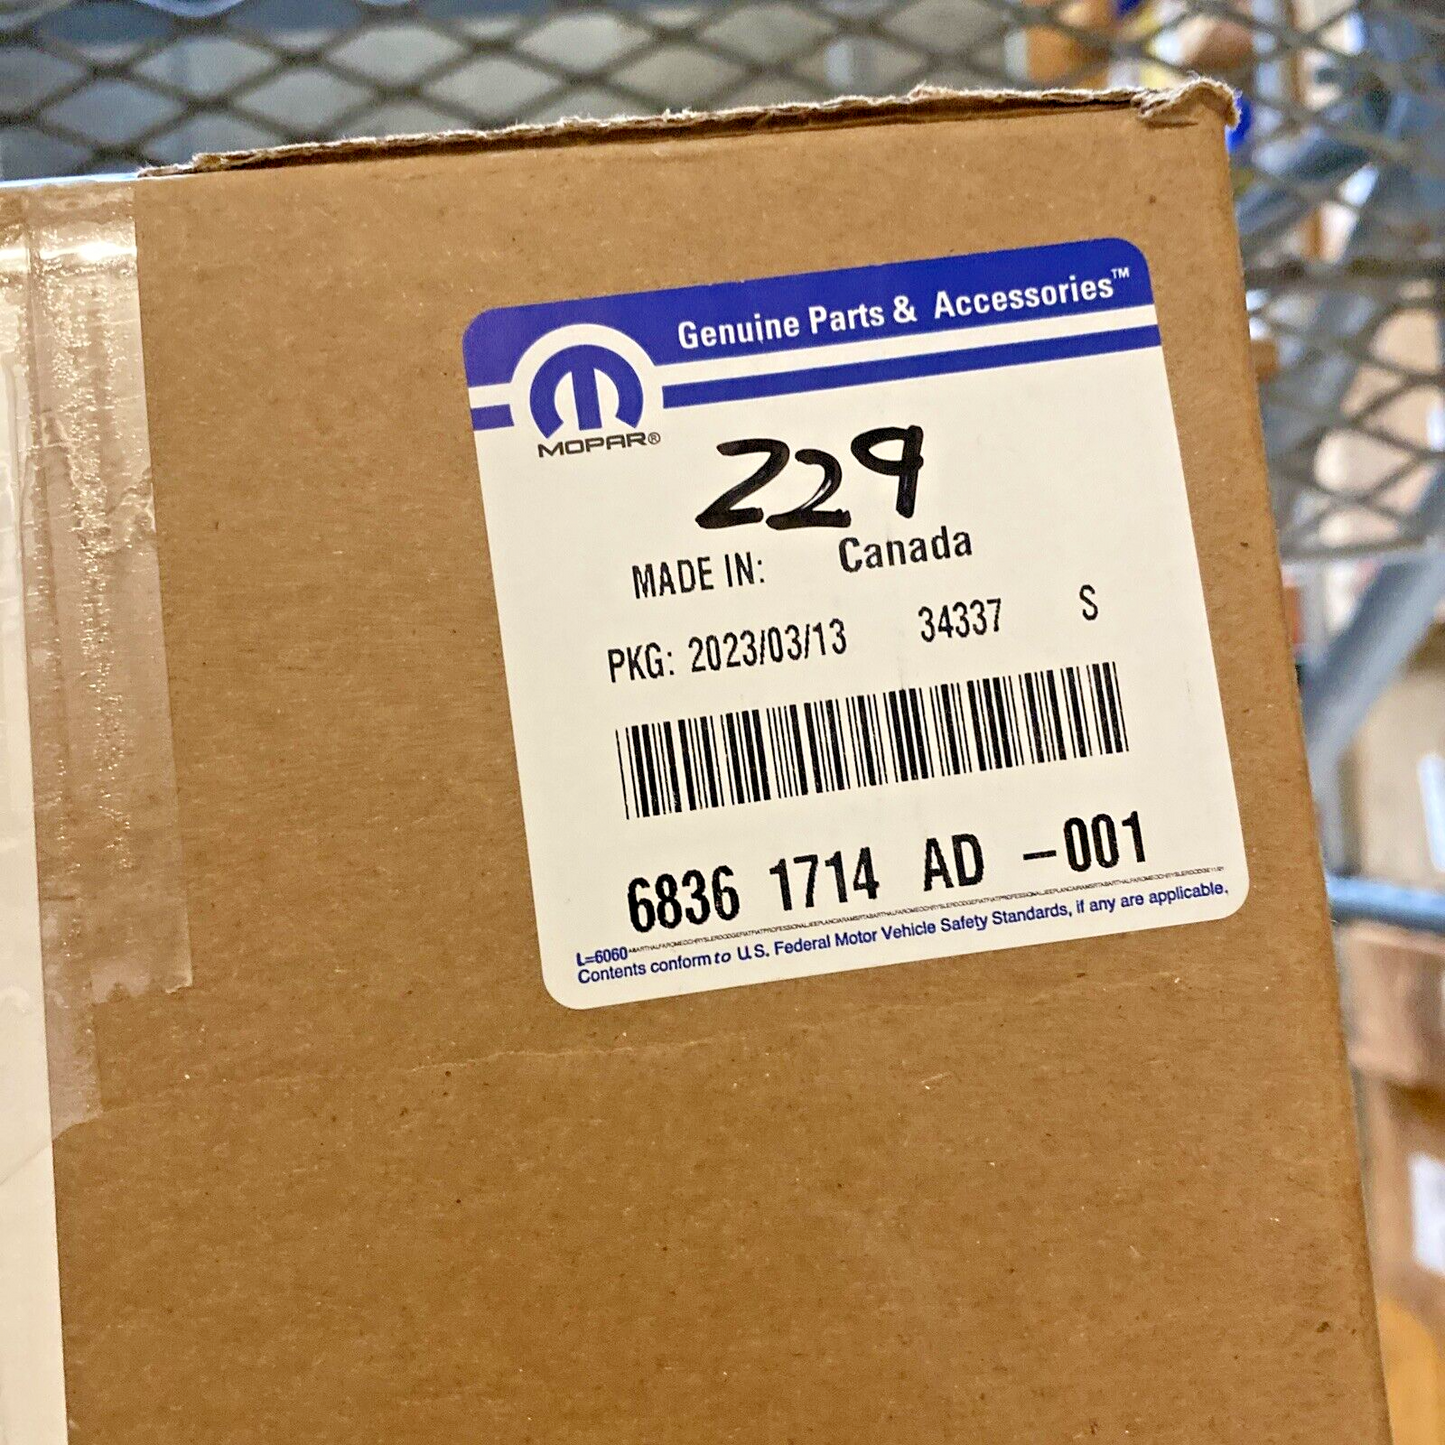 Genuine Parts & Accessories™
MOPAR®
229
MADE IN: Canada
PKG: 2023/03/13 34337 S
6836 1714 AD -001
L=6060
Contents conform to U.S. Federal Motor Vehicle Safety Standards, if any are applicable.